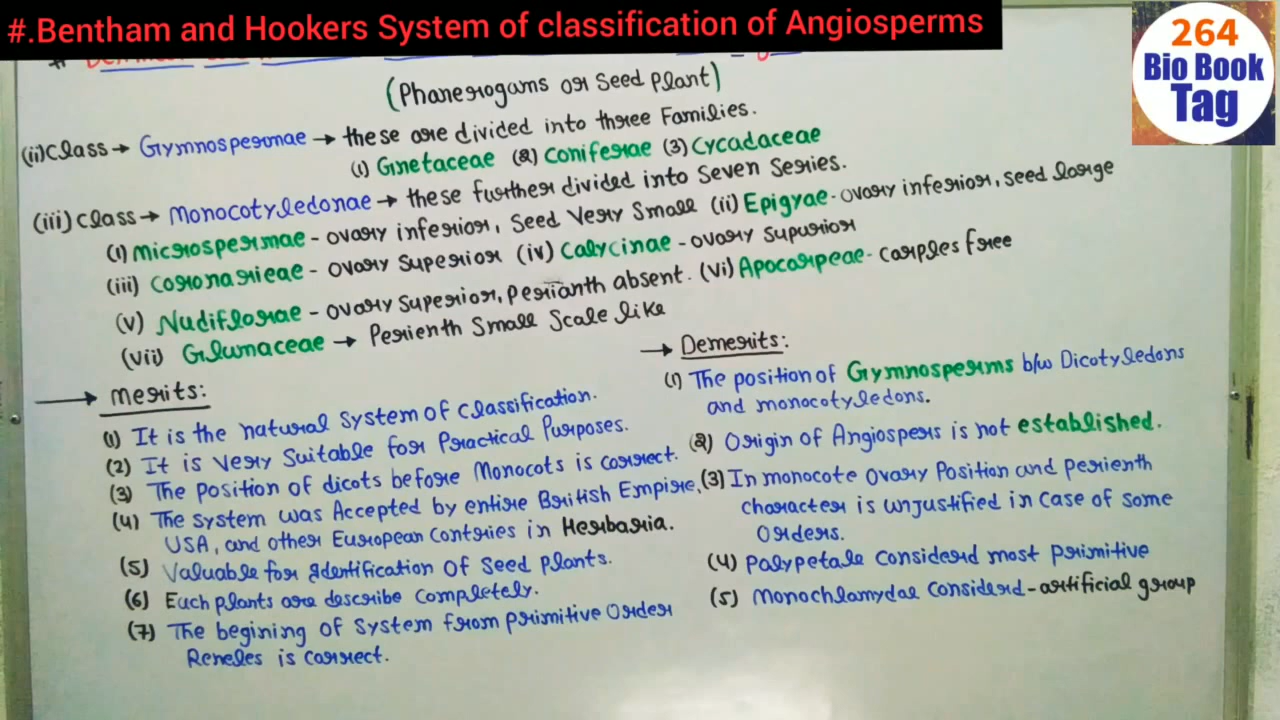 #.Bentham and Hookers System of classification of Angiosperms
264
Bio Book
Tag
(Phanerogams or Seed Plant)
(ii) Class → Gymnospermae → these are divided into three Families.
(1) Gnetaceae (2) Coniferae (3) Cycadaceae
(iii) Class → Monocotyledonae → these further divided into Seven Series.
(i) Microspermae - ovary inferior, Seed Very Small (ii) Epigyae - ovary inferior, seed large
(iii) Coronarieae - ovary Superior (iv) Calycinae - ovary Supurior
(v) Nudiflorae - ovary Superior, perianth absent. (vi) Apocarpeae - carples free
(vii) Glumaceae → Perienth Small Scale like
→ Merits:
(1) It is the natural System of Classification.
(2) It is Very Suitable for Practical Purposes.
(3) The Position of dicots before Monocots is correct.
(4) The System was Accepted by entire British Empire,
USA, and other European Contries in Herbaria.
(5) Valuable for Identification of Seed Plants.
(6) Each plants are describe Completely.
(7) The begining of System from Primitive Order
Reneles is correct.
→ Demerits:
(1) The position of Gymnosperms b/w Dicotyledons
and monocotyledons.
(2) Origin of Angiospers is not established.
(3) In monocote Ovary Position and perienth
character is unjustified in Case of Some
Orders.
(4) Palypetale Considerd most primitive
(5) Monochlamydae Considerd - artificial group